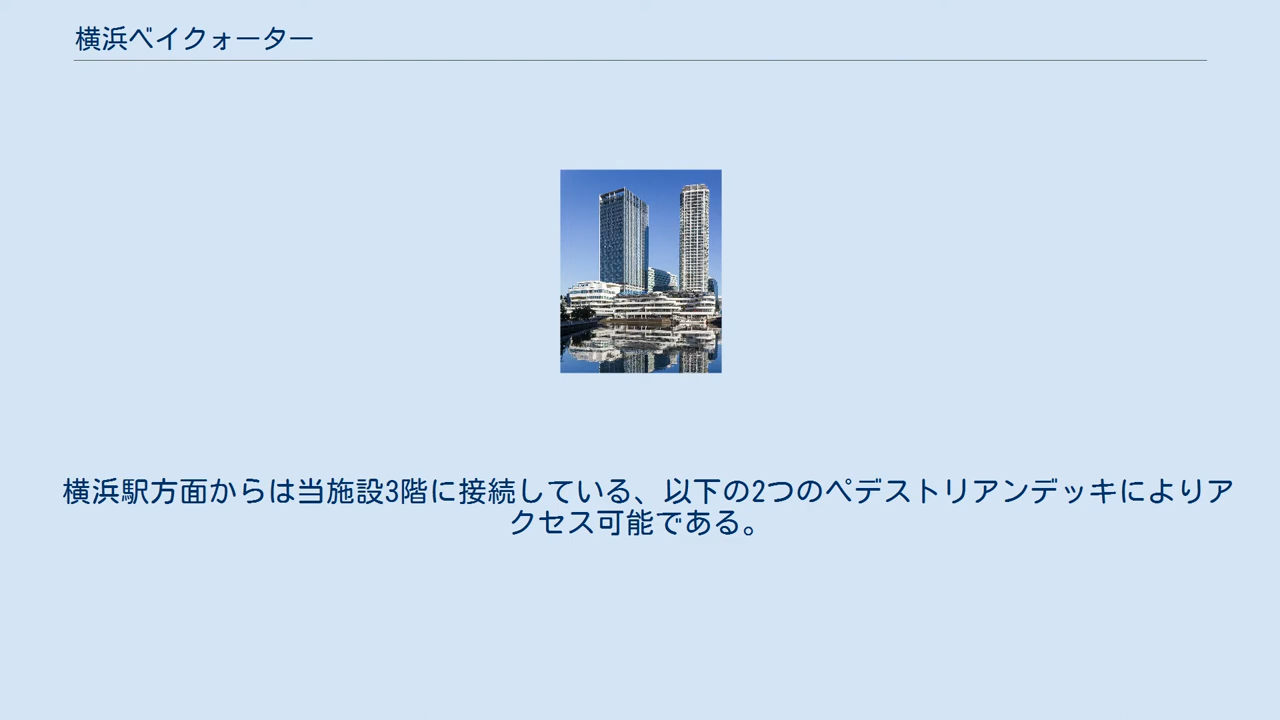 横浜ベイクォーター
横浜駅方面からは当施設3階に接続している、以下の2つのペデストリアンデッキによりア
クセス可能である。